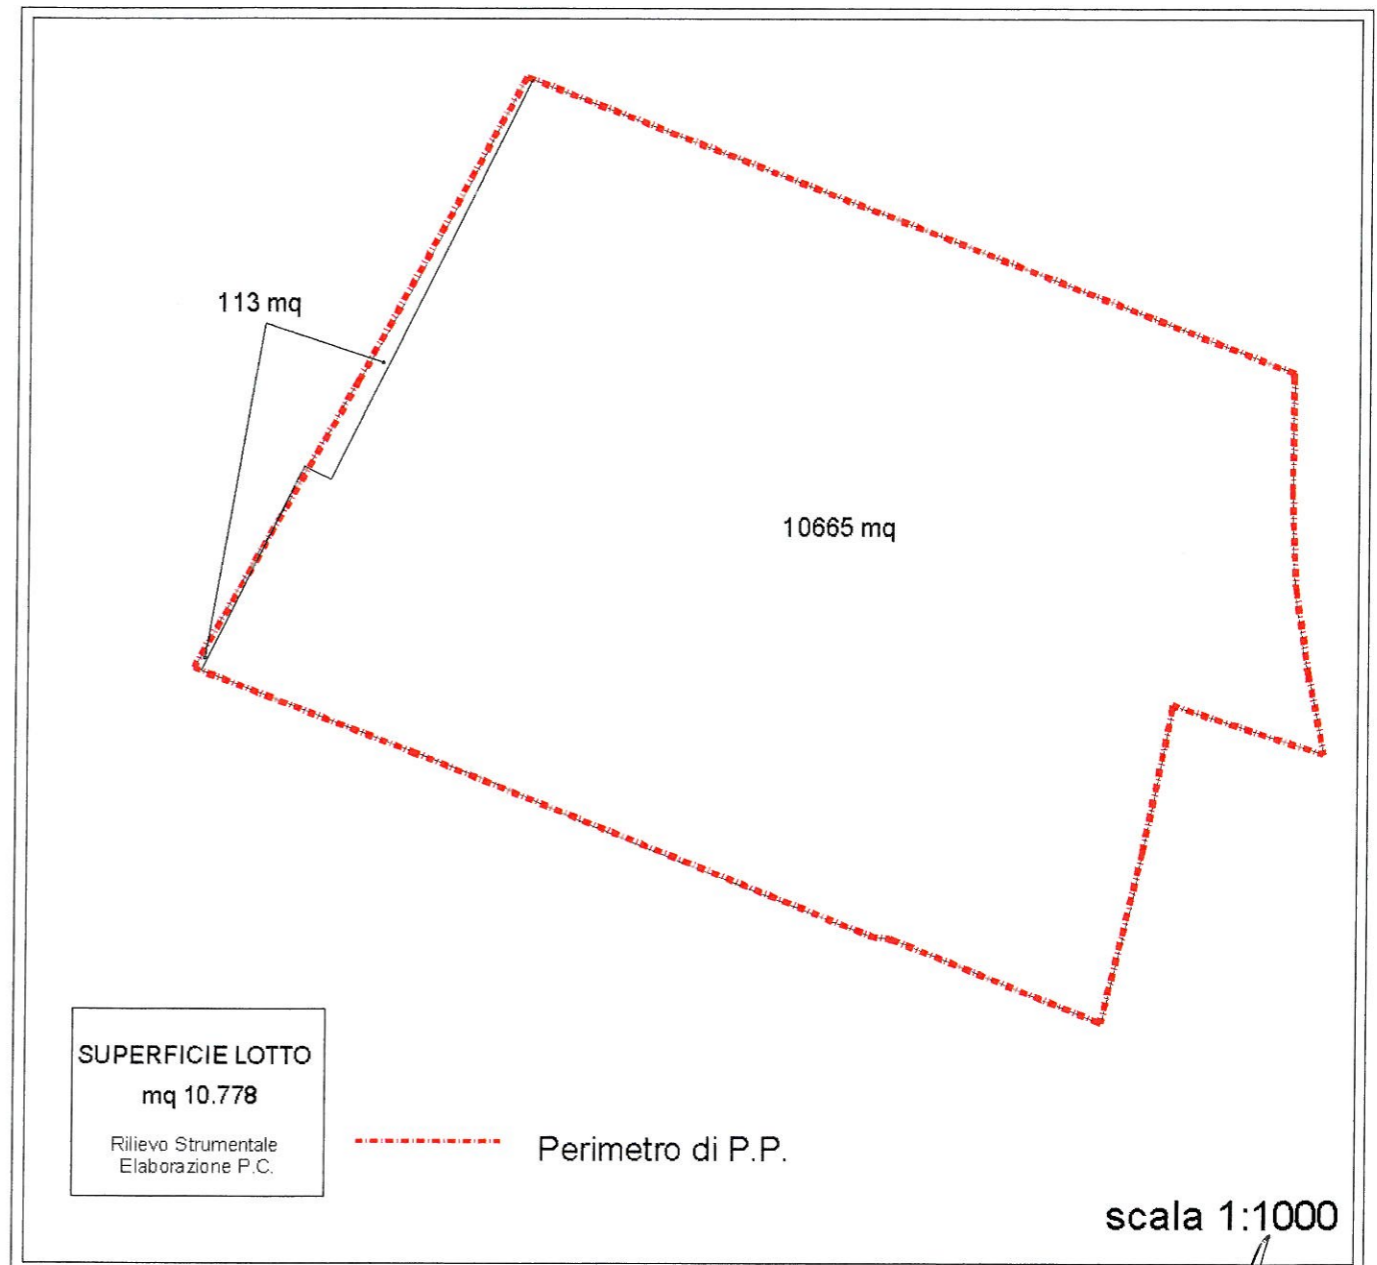 113 mq
10665 mq
SUPERFICIE LOTTO
mq 10.778
Rilievo Strumentale
Elaborazione P.C.
Perimetro di P.P.
scala 1:1000